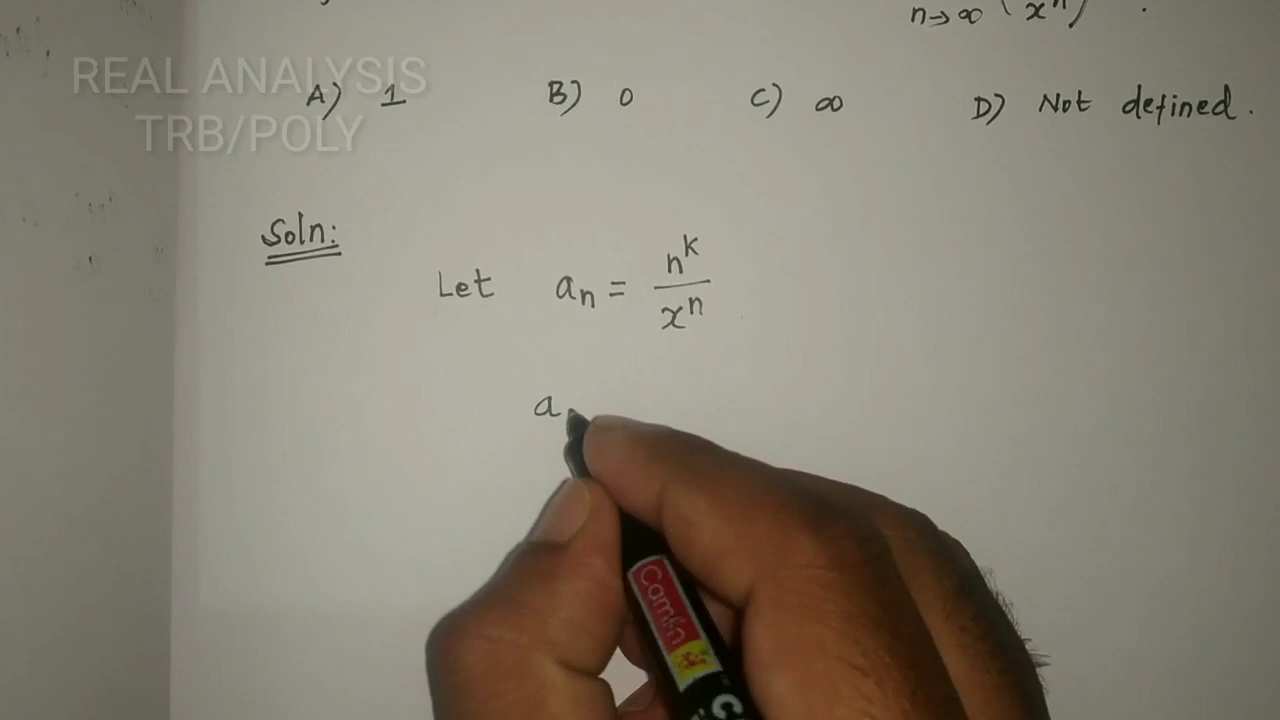 n→∞ (xⁿ) .
REAL ANALYSIS
TRB/POLY
A) 1 B) 0 C) ∞ D) Not defined.
Soln:
Let aₙ = nᵏ/xⁿ
a
Camlin
C